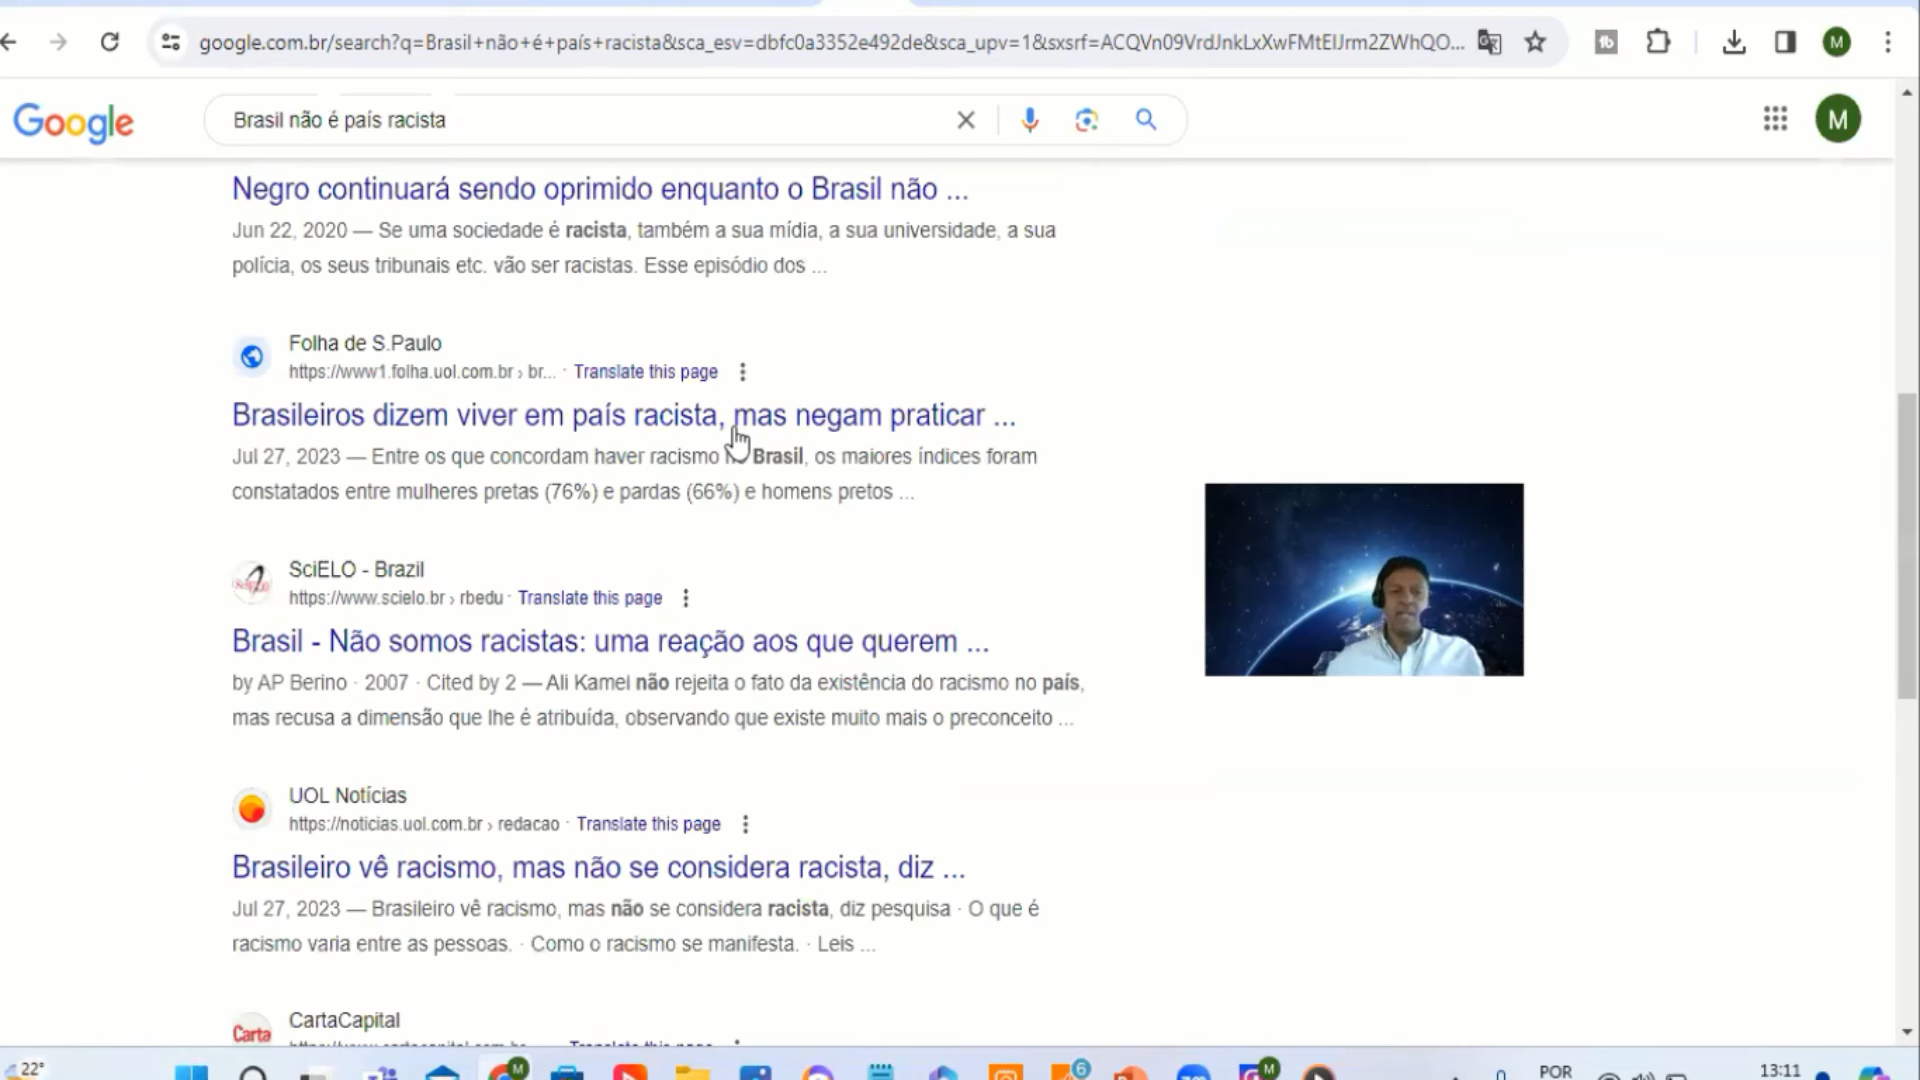 google.com.br/search?q=Brasil+não+é+país+racista&sca_esv=dbfc0a3352e492de&sca_upv=1&sxsrf=ACQVn09VrdJnkLxXwFMtEIJrm2ZWhQO...
M
Google
Brasil não é país racista
M
Negro continuará sendo oprimido enquanto o Brasil não ...
Jun 22, 2020 — Se uma sociedade é racista, também a sua mídia, a sua universidade, a sua
polícia, os seus tribunais etc. vão ser racistas. Esse episódio dos ...
Folha de S.Paulo
https://www1.folha.uol.com.br › br... · Translate this page
Brasileiros dizem viver em país racista, mas negam praticar ...
Jul 27, 2023 — Entre os que concordam haver racismo Brasil, os maiores índices foram
constatados entre mulheres pretas (76%) e pardas (66%) e homens pretos ...
SciELO - Brazil
https://www.scielo.br › rbedu · Translate this page
Brasil - Não somos racistas: uma reação aos que querem ...
by AP Berino · 2007 · Cited by 2 — Ali Kamel não rejeita o fato da existência do racismo no país,
mas recusa a dimensão que lhe é atribuída, observando que existe muito mais o preconceito ...
UOL Notícias
https://noticias.uol.com.br › redacao · Translate this page
Brasileiro vê racismo, mas não se considera racista, diz ...
Jul 27, 2023 — Brasileiro vê racismo, mas não se considera racista, diz pesquisa · O que é
racismo varia entre as pessoas. · Como o racismo se manifesta. · Leis ...
Carta
CartaCapital
22°
M
6
M
POR
13:11